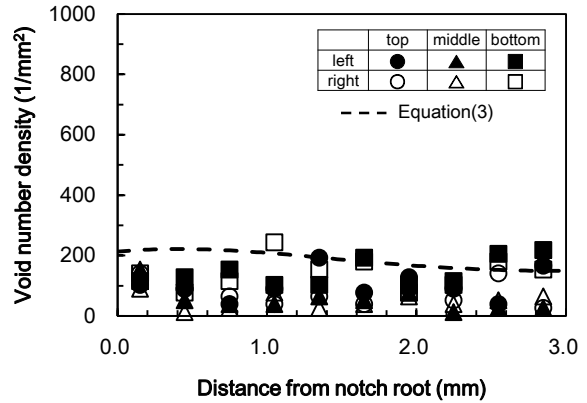 1000
800
600
400
200
0
Void number density (1/mm²)
top middle bottom
left
right
Equation(3)
0.0 1.0 2.0 3.0
Distance from notch root (mm)